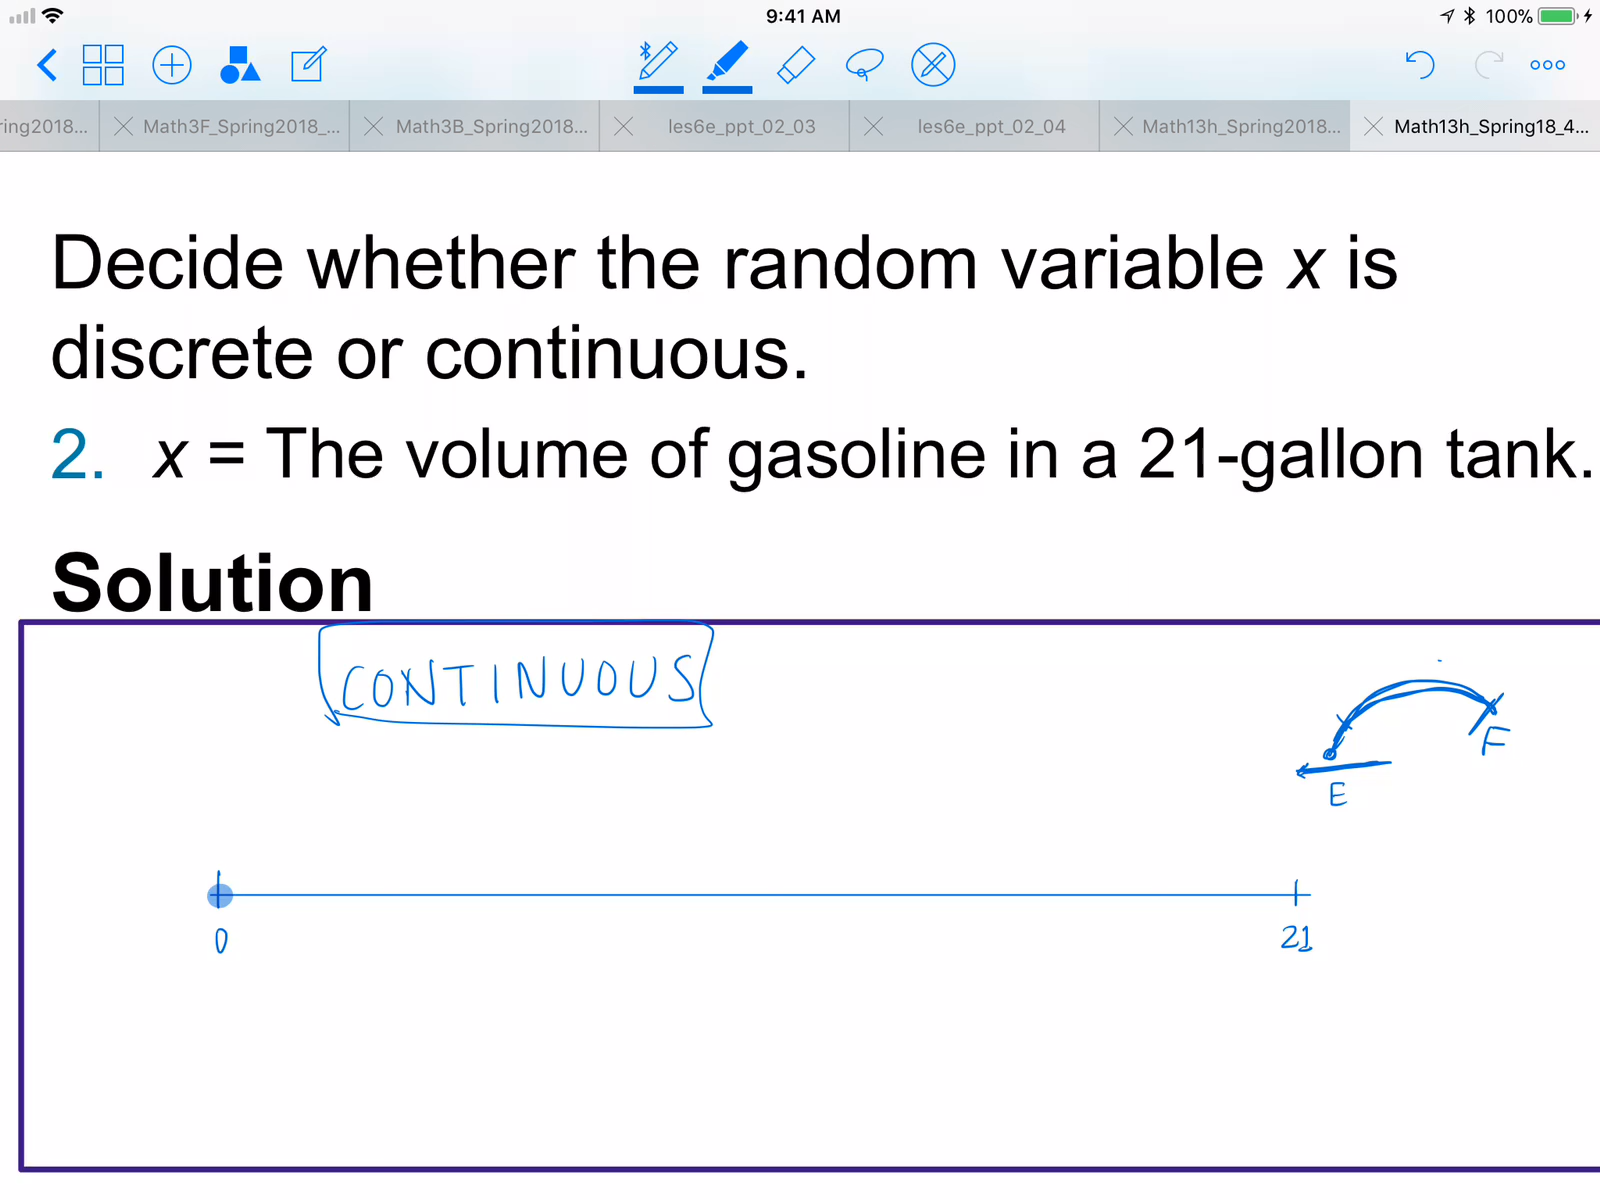 9:41 AM
100%
ring2018...
Math3F_Spring2018_...
Math3B_Spring2018...
les6e_ppt_02_03
les6e_ppt_02_04
Math13h_Spring2018...
Math13h_Spring18_4...
Decide whether the random variable x is
discrete or continuous.
2. x = The volume of gasoline in a 21-gallon tank.
Solution
CONTINUOUS
F
E
0
21